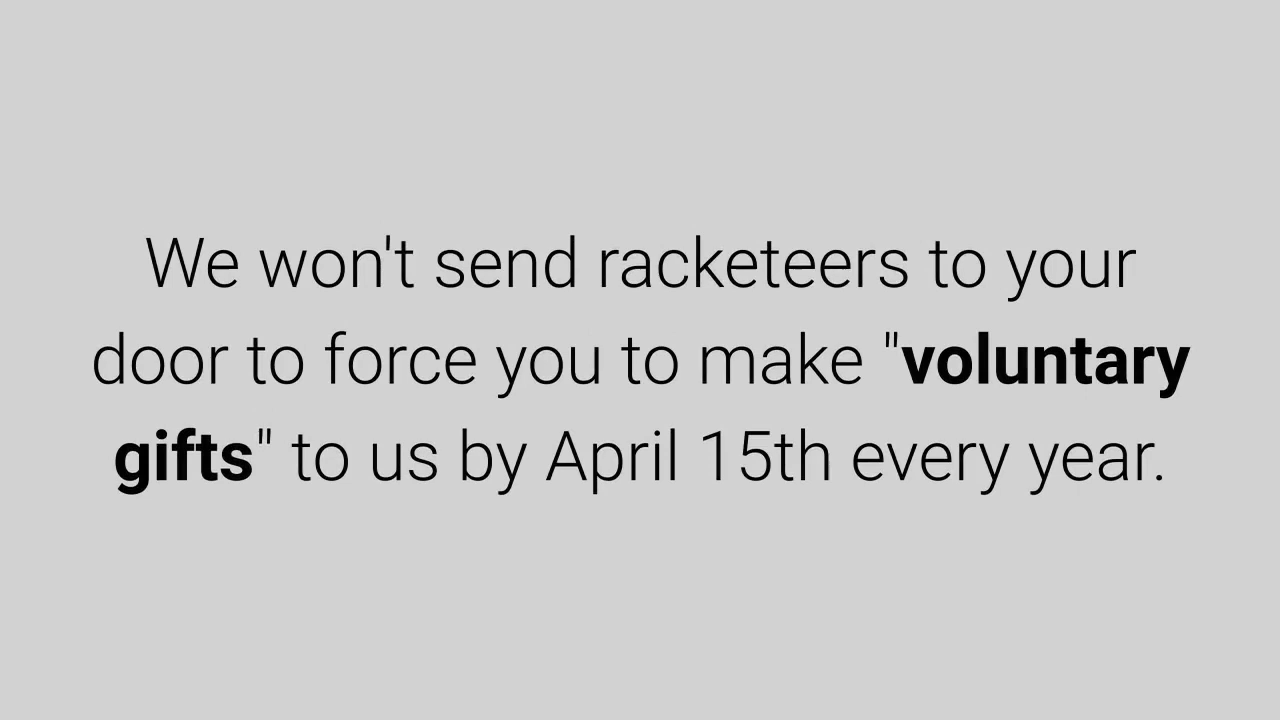 We won't send racketeers to your
door to force you to make "voluntary
gifts" to us by April 15th every year.